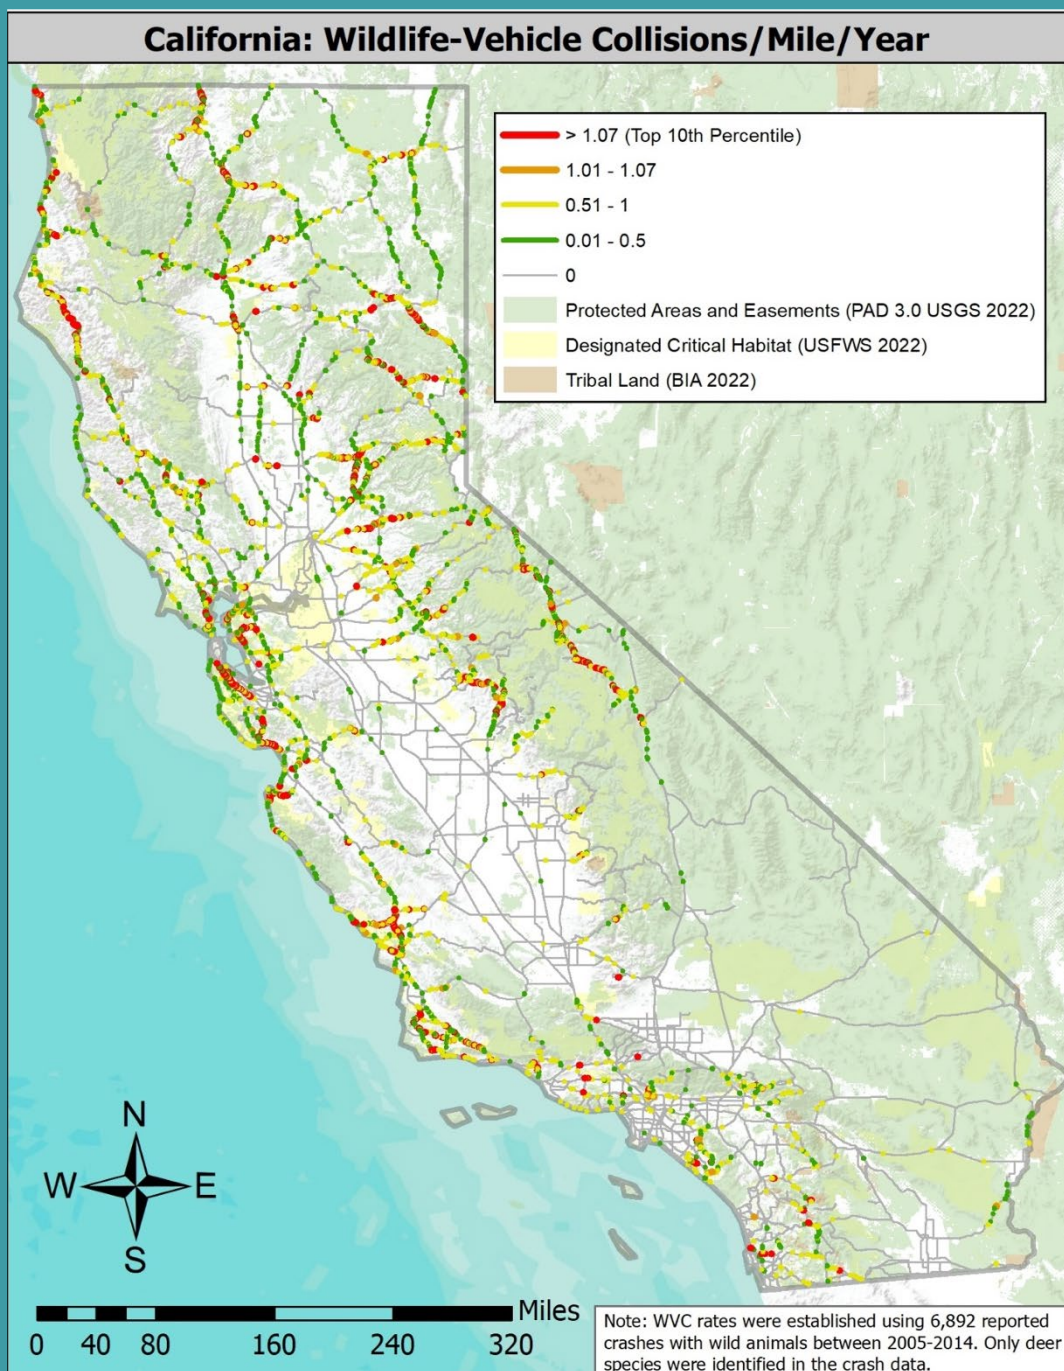 California: Wildlife-Vehicle Collisions/Mile/Year
> 1.07 (Top 10th Percentile)
1.01 - 1.07
0.51 - 1
0.01 - 0.5
0
Protected Areas and Easements (PAD 3.0 USGS 2022)
Designated Critical Habitat (USFWS 2022)
Tribal Land (BIA 2022)
N
W E
S
Miles
0 40 80 160 240 320
Note: WVC rates were established using 6,892 reported
crashes with wild animals between 2005-2014. Only deer
species were identified in the crash data.